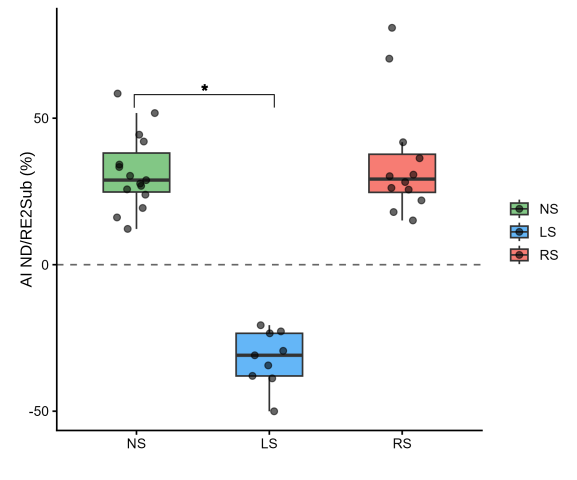 *
AI ND/RE2Sub (%)
50
0
-50
NS
LS
RS
NS
LS
RS